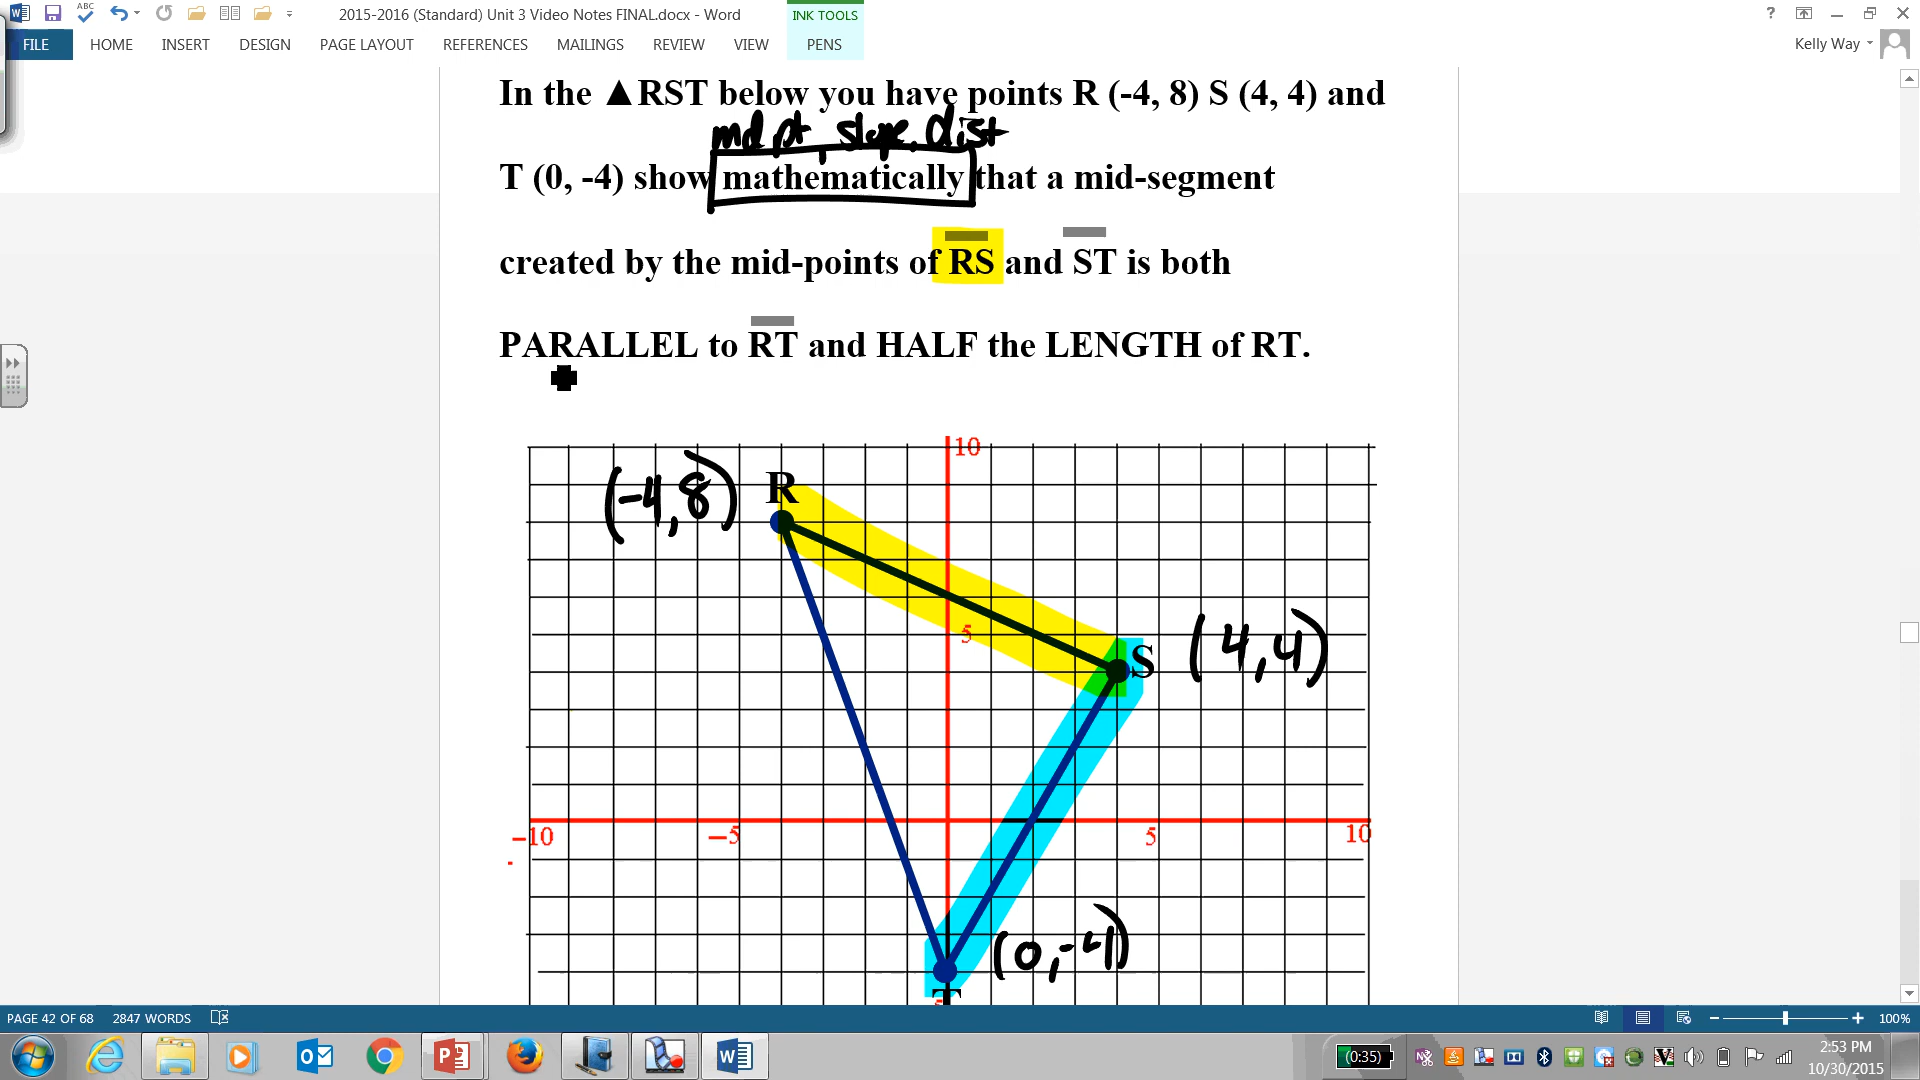 2015-2016 (Standard) Unit 3 Video Notes FINAL.docx - Word
INK TOOLS
FILE HOME INSERT DESIGN PAGE LAYOUT REFERENCES MAILINGS REVIEW VIEW PENS
Kelly Way
In the ▲RST below you have points R (-4, 8) S (4, 4) and
md pt, slope, dist
T (0, -4) show mathematically that a mid-segment
created by the mid-points of RS and ST is both
PARALLEL to RT and HALF the LENGTH of RT.
10
(-4,8)
R
5
S
(4,4)
-10
-5
5
10
(0,-4)
T
PAGE 42 OF 68 2847 WORDS
100%
(0:35)
2:53 PM
10/30/2015